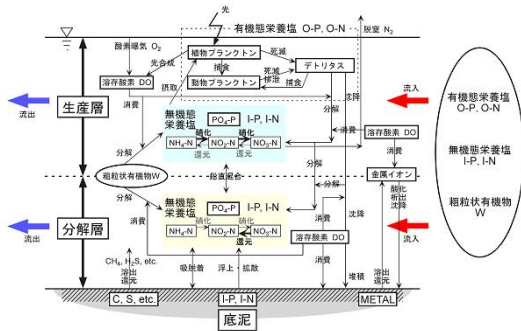 光
有機態栄養塩 O-P, O-N
脱窒 N₂
酸素曝気 O₂
植物プランクトン
死滅
デトリタス
光合成
捕食
死滅
排泄
溶存酸素 DO
動物プランクトン
捕食
摂取
消費
沈降
分解
生産層
流出
流入
無機態
栄養塩
PO₄-P
I-P, I-N
硝化
硝化
NH₄-N
NO₂-N
NO₃-N
還元
還元
溶存酸素 DO
消費
分解
粗粒状有機物W
鉛直混合
分解
金属イオン
分解
消費
酸化
析出
沈降
無機態
栄養塩
PO₄-P
I-P, I-N
沈降
消費
硝化
硝化
NH₄-N
NO₂-N
NO₃-N
還元
溶存酸素 DO
分解層
流出
流入
CH₄, H₂S, etc.
溶出
還元
吸脱着
浮上・拡散
消費
堆積
溶出
還元
C, S, etc.
I-P, I-N
METAL
底泥
有機態栄養塩
O-P, O-N
無機態栄養塩
I-P, I-N
粗粒状有機物
W